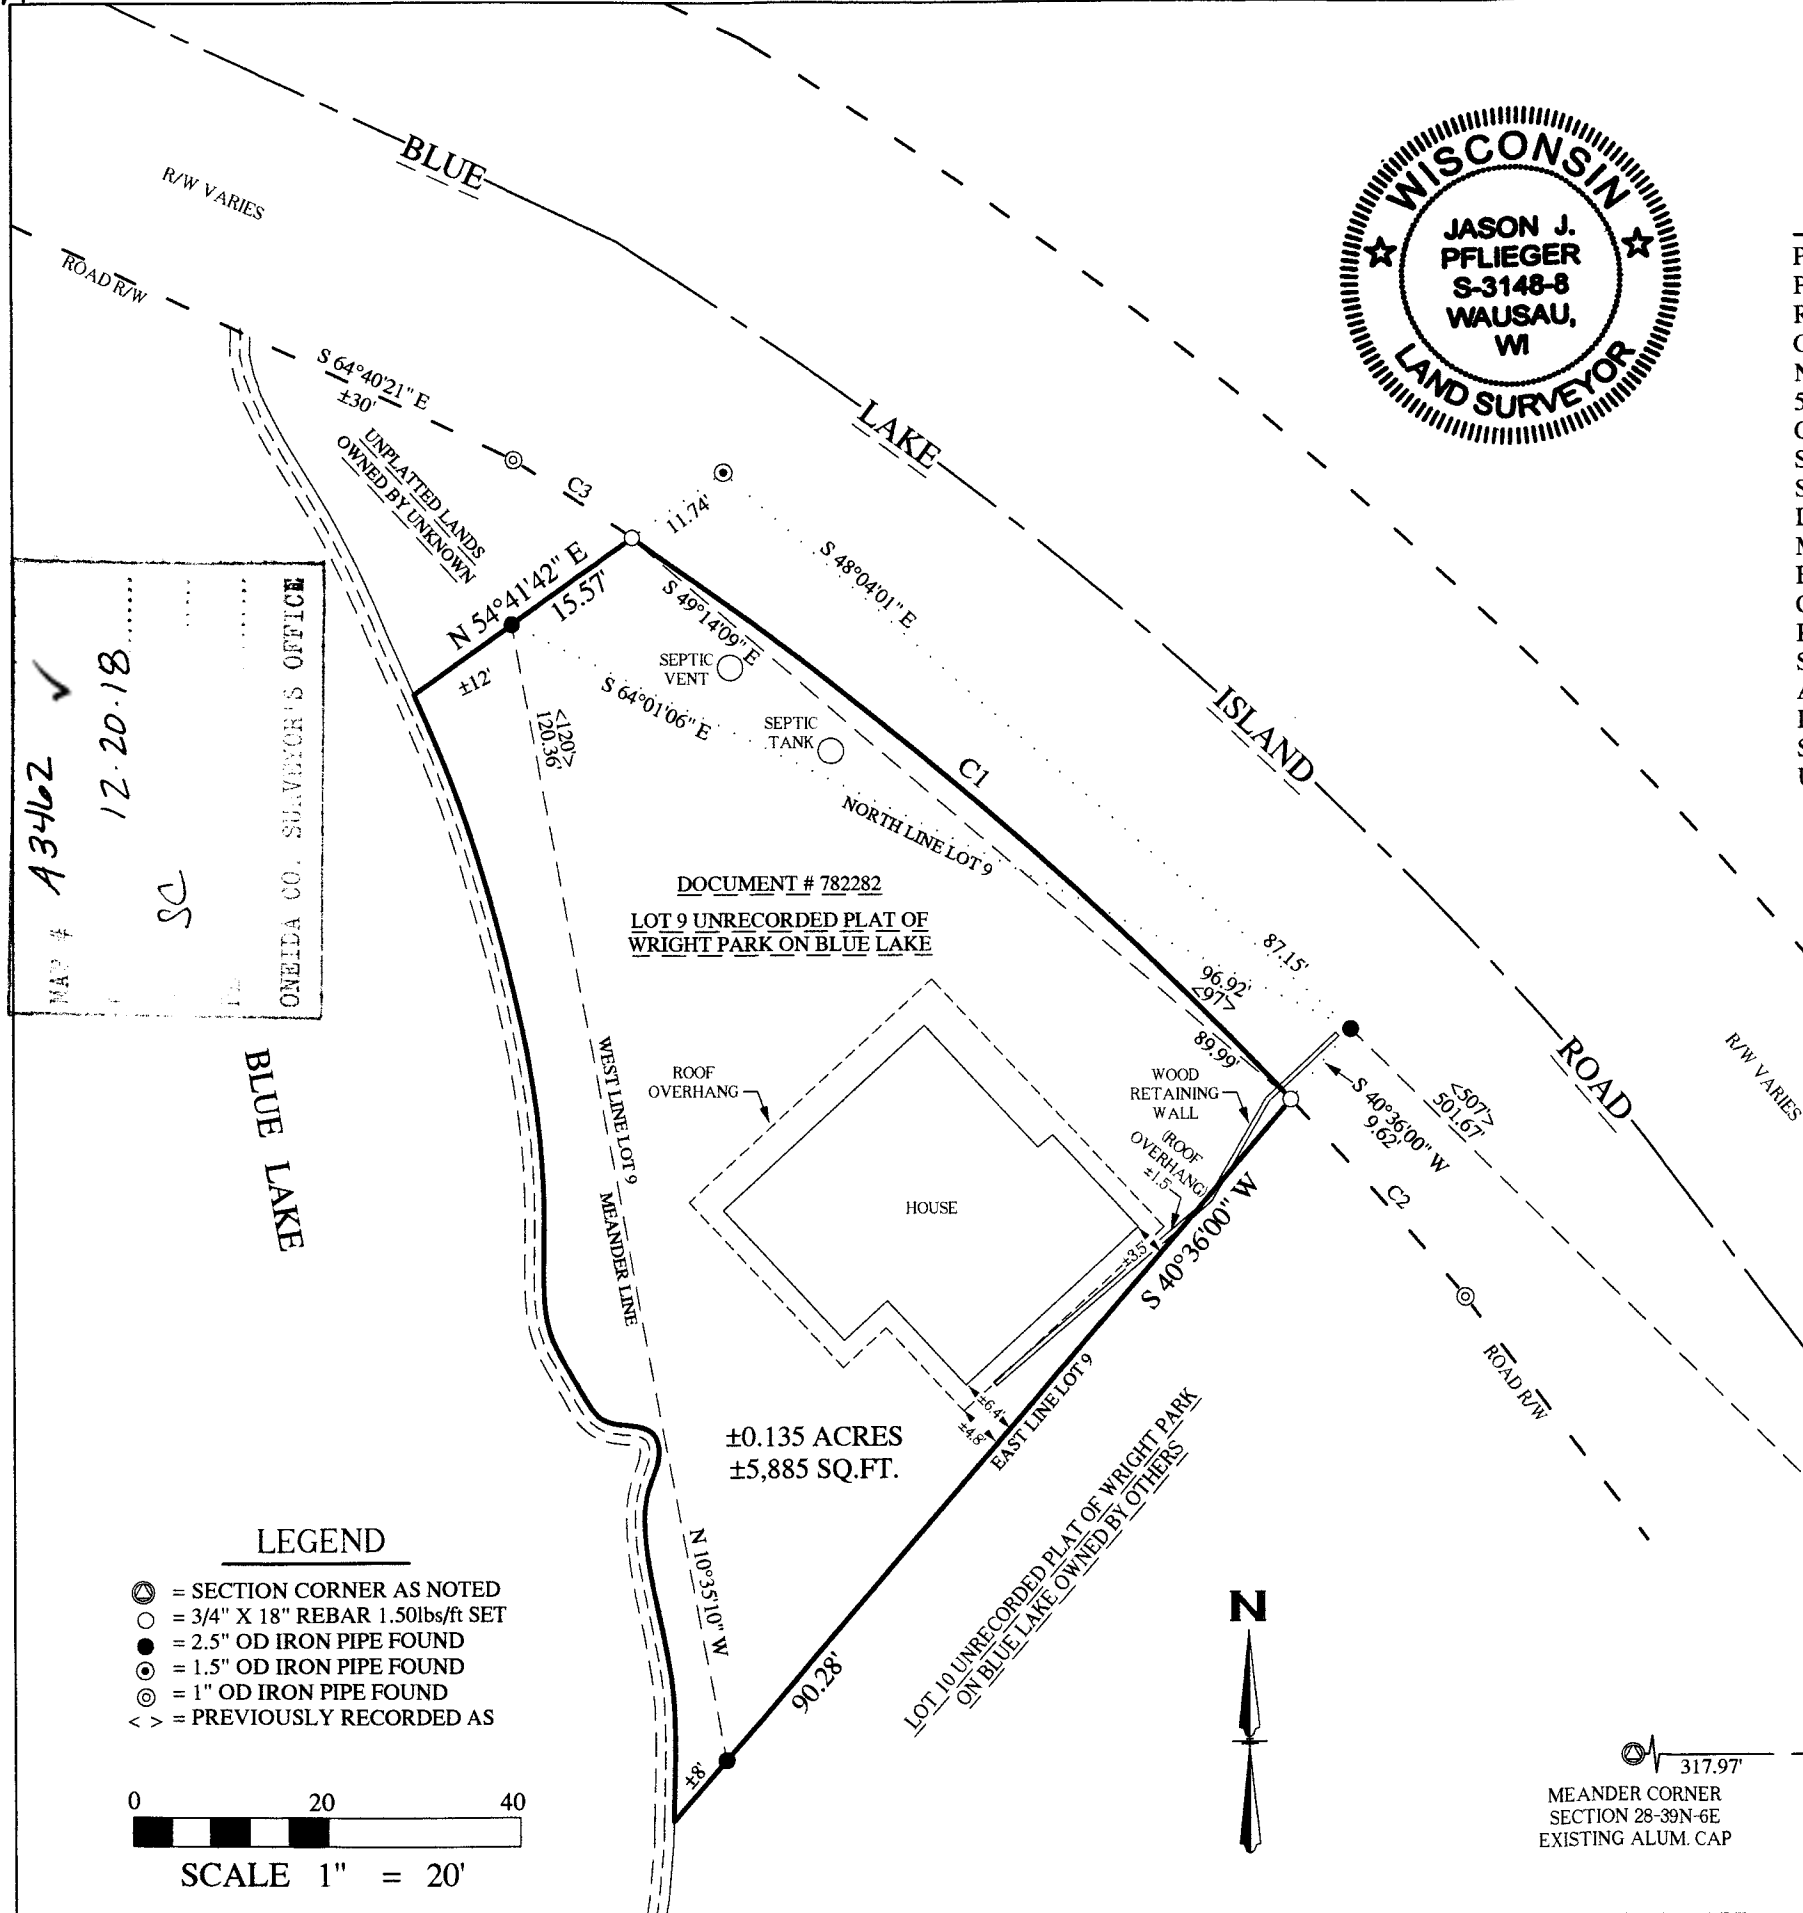 BLUE
LAKE
ISLAND
ROAD
R/W VARIES
ROAD R/W
WISCONSIN
JASON J.
PFLIEGER
S-3148-8
WAUSAU,
WI
LAND SURVEYOR
S 64°40'21" E
±30'
UNPLATTED LANDS
OWNED BY UNKNOWN
C3
11.74'
S 48°04'01" E
87.15'
N 54°41'42" E
15.57'
±12'
S 49°14'09" E
89.99'
SEPTIC
VENT
S 64°01'06" E
SEPTIC
TANK
<120'>
120.36'
C1
NORTH LINE LOT 9
96.92'
<97'>
MAP # A3462 ✓
12-20-18
SC
ONEIDA CO. SURVEYOR'S OFFICE
DOCUMENT # 782282
LOT 9 UNRECORDED PLAT OF
WRIGHT PARK ON BLUE LAKE
BLUE LAKE
WEST LINE LOT 9
MEANDER LINE
N 10°35'10" W
ROOF
OVERHANG
HOUSE
WOOD
RETAINING
WALL
(ROOF
OVERHANG)
±1.5'
±3.5'
S 40°36'00" W
9.62'
<507'>
501.67'
R/W VARIES
C2
ROAD R/W
S 40°36'00" W
90.28'
EAST LINE LOT 9
±6.4'
±4.8'
±8'
±0.135 ACRES
±5,885 SQ.FT.
LOT 10 UNRECORDED PLAT OF WRIGHT PARK
ON BLUE LAKE OWNED BY OTHERS
LEGEND
= SECTION CORNER AS NOTED
= 3/4" X 18" REBAR 1.50lbs/ft SET
= 2.5" OD IRON PIPE FOUND
= 1.5" OD IRON PIPE FOUND
= 1" OD IRON PIPE FOUND
< > = PREVIOUSLY RECORDED AS
0 20 40
SCALE 1" = 20'
N
317.97'
MEANDER CORNER
SECTION 28-39N-6E
EXISTING ALUM. CAP